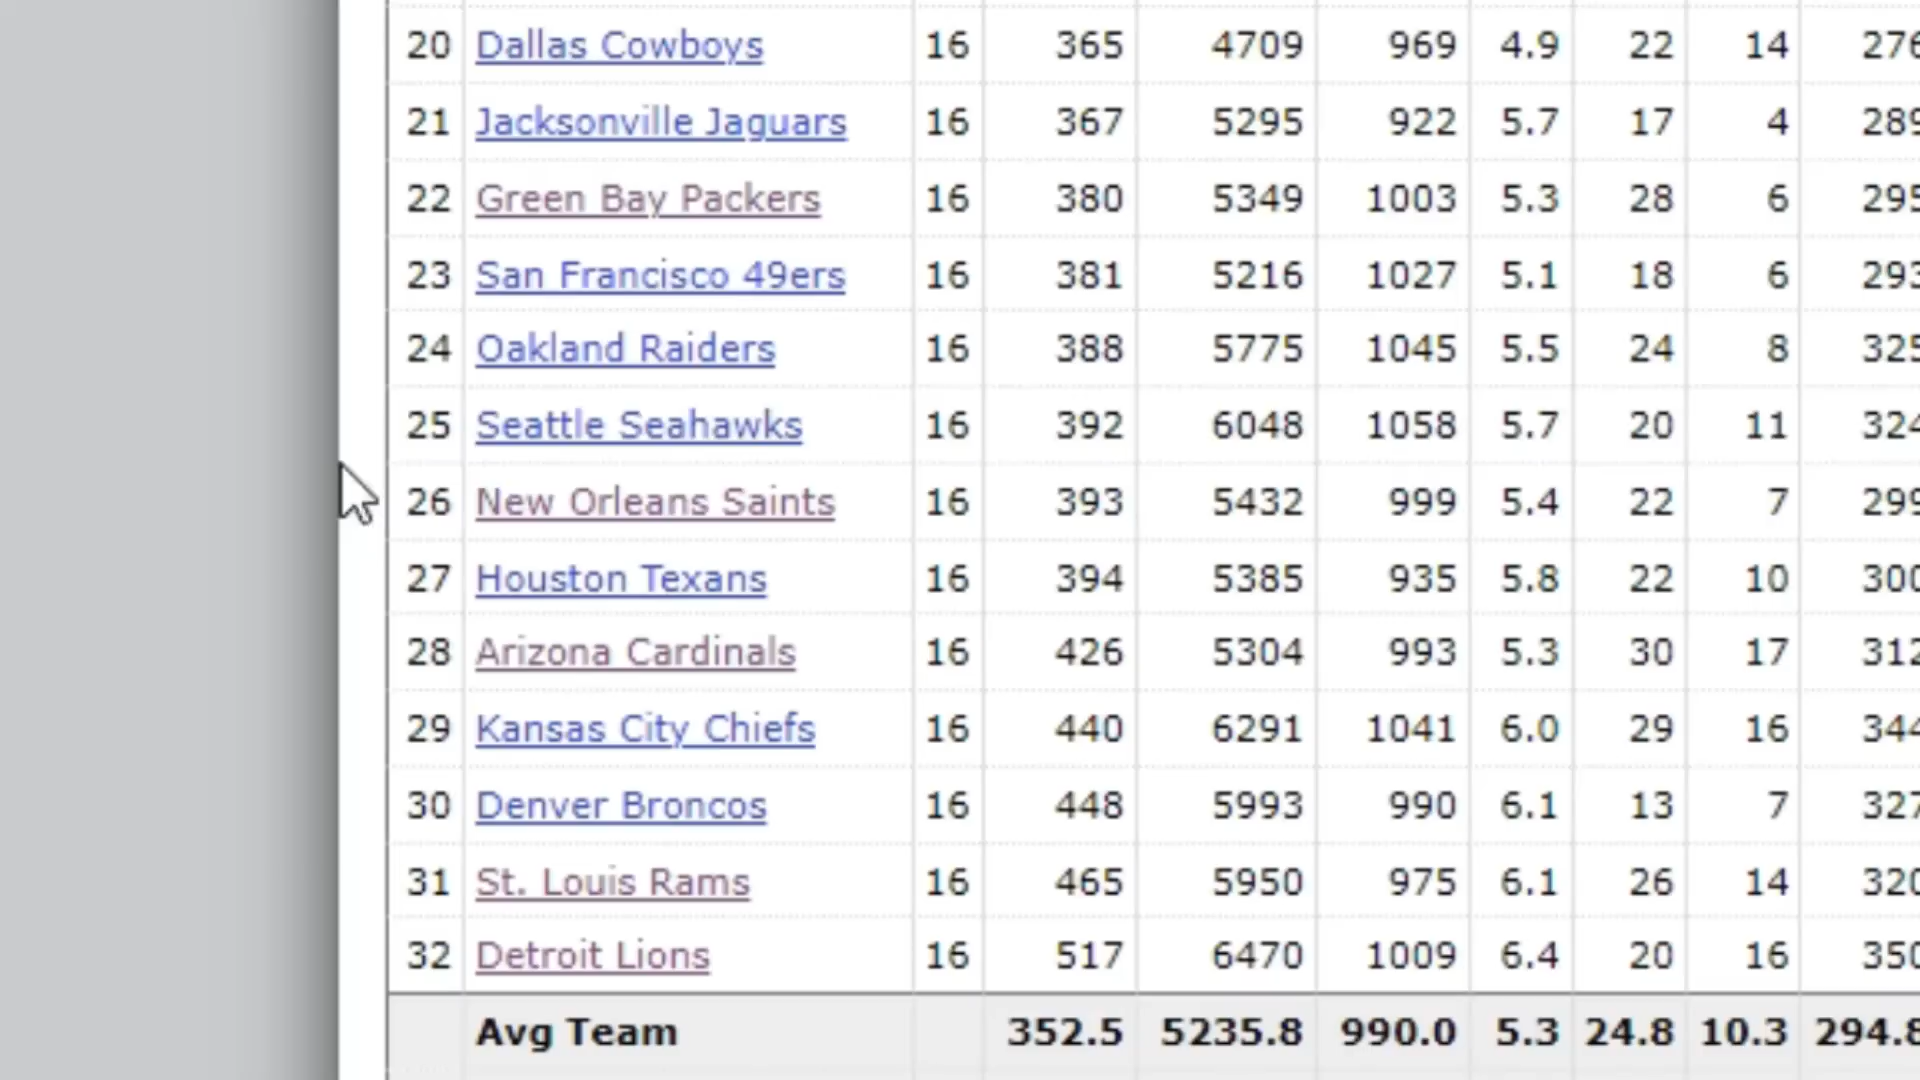 20 Dallas Cowboys 16 365 4709 969 4.9 22 14
21 Jacksonville Jaguars 16 367 5295 922 5.7 17 4
22 Green Bay Packers 16 380 5349 1003 5.3 28 6
23 San Francisco 49ers 16 381 5216 1027 5.1 18 6
24 Oakland Raiders 16 388 5775 1045 5.5 24 8
25 Seattle Seahawks 16 392 6048 1058 5.7 20 11
26 New Orleans Saints 16 393 5432 999 5.4 22 7
27 Houston Texans 16 394 5385 935 5.8 22 10
28 Arizona Cardinals 16 426 5304 993 5.3 30 17
29 Kansas City Chiefs 16 440 6291 1041 6.0 29 16
30 Denver Broncos 16 448 5993 990 6.1 13 7
31 St. Louis Rams 16 465 5950 975 6.1 26 14
32 Detroit Lions 16 517 6470 1009 6.4 20 16
Avg Team 352.5 5235.8 990.0 5.3 24.8 10.3 294.8